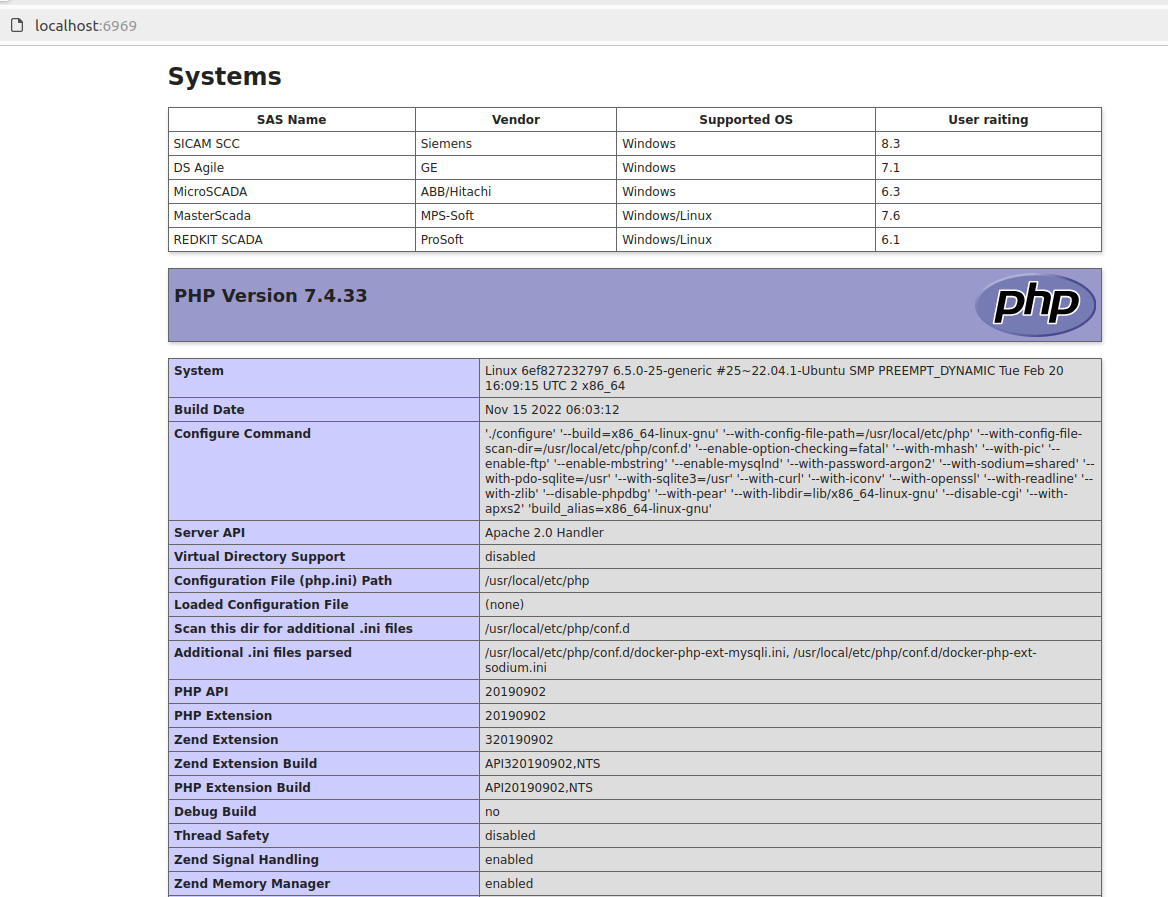 localhost:6969
Systems
SAS Name Vendor Supported OS User raiting
SICAM SCC Siemens Windows 8.3
DS Agile GE Windows 7.1
MicroSCADA ABB/Hitachi Windows 6.3
MasterScada MPS-Soft Windows/Linux 7.6
REDKIT SCADA ProSoft Windows/Linux 6.1
PHP Version 7.4.33
php
System Linux 6ef827232797 6.5.0-25-generic #25~22.04.1-Ubuntu SMP PREEMPT_DYNAMIC Tue Feb 20
16:09:15 UTC 2 x86_64
Build Date Nov 15 2022 06:03:12
Configure Command './configure' '--build=x86_64-linux-gnu' '--with-config-file-path=/usr/local/etc/php' '--with-config-file-
scan-dir=/usr/local/etc/php/conf.d' '--enable-option-checking=fatal' '--with-mhash' '--with-pic' '--
enable-ftp' '--enable-mbstring' '--enable-mysqlnd' '--with-password-argon2' '--with-sodium=shared' '--
with-pdo-sqlite=/usr' '--with-sqlite3=/usr' '--with-curl' '--with-iconv' '--with-openssl' '--with-readline' '--
with-zlib' '--disable-phpdbg' '--with-pear' '--with-libdir=lib/x86_64-linux-gnu' '--disable-cgi' '--with-
apxs2' 'build_alias=x86_64-linux-gnu'
Server API Apache 2.0 Handler
Virtual Directory Support disabled
Configuration File (php.ini) Path /usr/local/etc/php
Loaded Configuration File (none)
Scan this dir for additional .ini files /usr/local/etc/php/conf.d
Additional .ini files parsed /usr/local/etc/php/conf.d/docker-php-ext-mysqli.ini, /usr/local/etc/php/conf.d/docker-php-ext-
sodium.ini
PHP API 20190902
PHP Extension 20190902
Zend Extension 320190902
Zend Extension Build API320190902,NTS
PHP Extension Build API20190902,NTS
Debug Build no
Thread Safety disabled
Zend Signal Handling enabled
Zend Memory Manager enabled